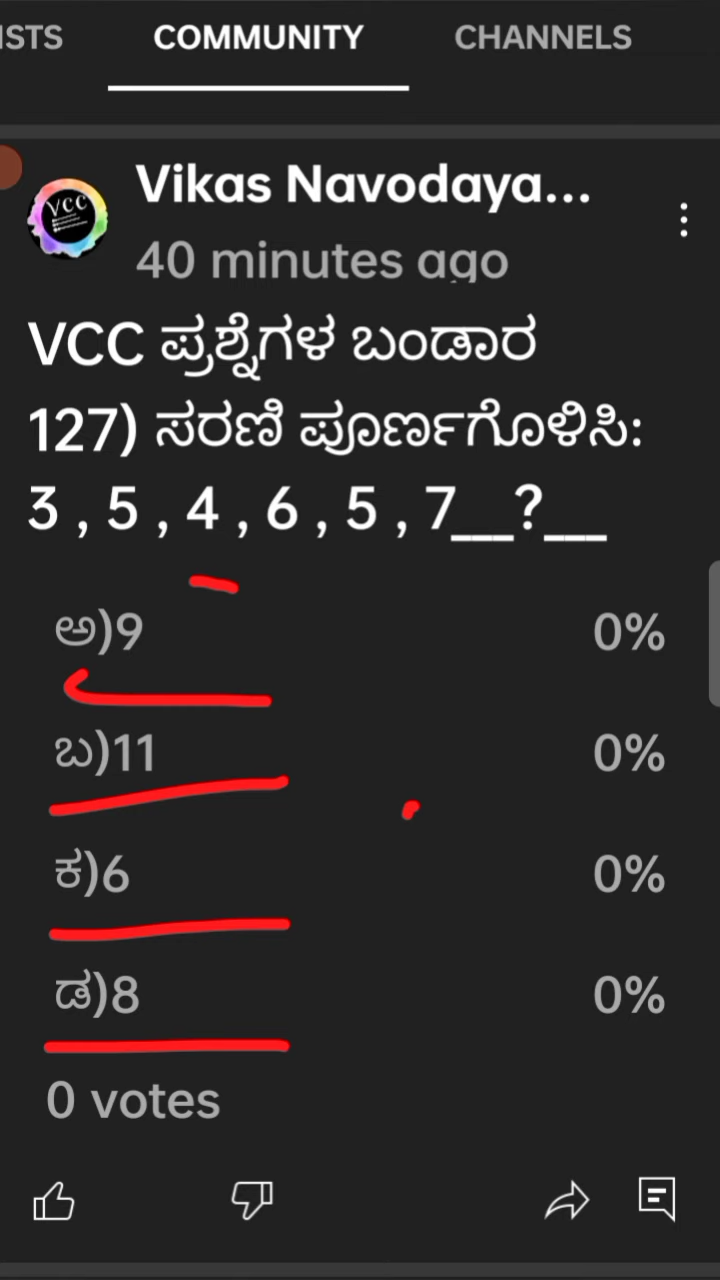 ISTS COMMUNITY CHANNELS
VCC
Vikas Navodaya...
40 minutes ago
VCC ಪ್ರಶ್ನೆಗಳ ಬಂಡಾರ
127) ಸರಣಿ ಪೂರ್ಣಗೊಳಿಸಿ:
3 , 5 , 4 , 6 , 5 , 7__?__
ಅ)9 0%
ಬ)11 0%
ಕ)6 0%
ಡ)8 0%
0 votes